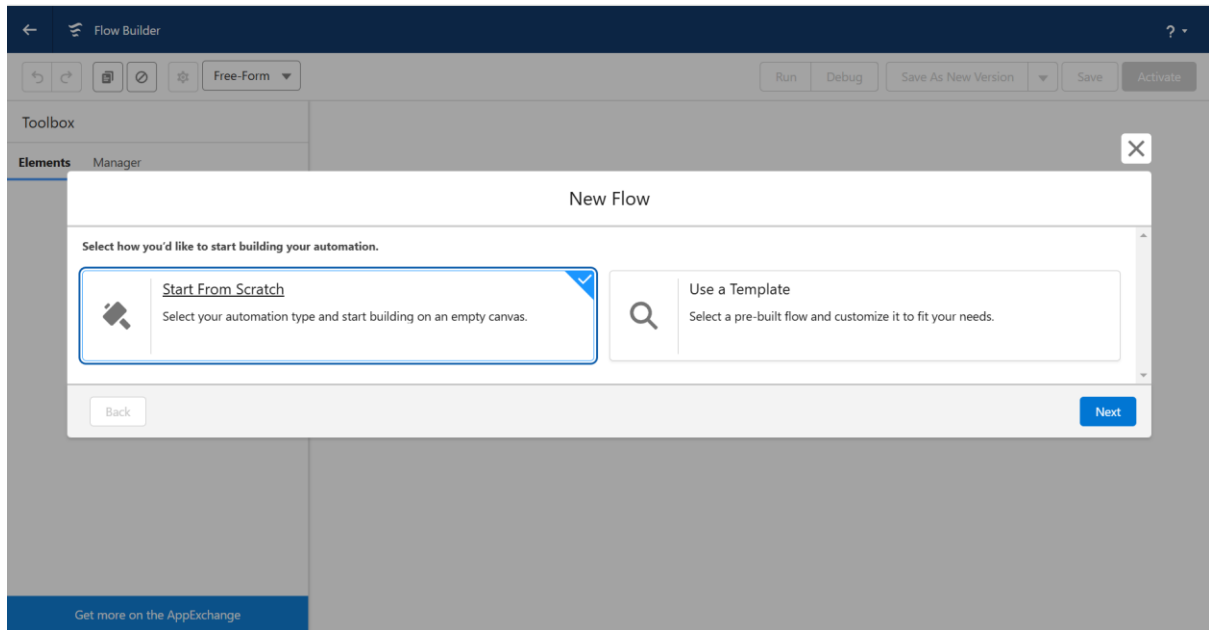 Flow Builder
?
Free-Form
Run Debug Save As New Version Save Activate
Toolbox
Elements Manager
New Flow
Select how you'd like to start building your automation.
Start From Scratch
Select your automation type and start building on an empty canvas.
Use a Template
Select a pre-built flow and customize it to fit your needs.
Back
Next
Get more on the AppExchange